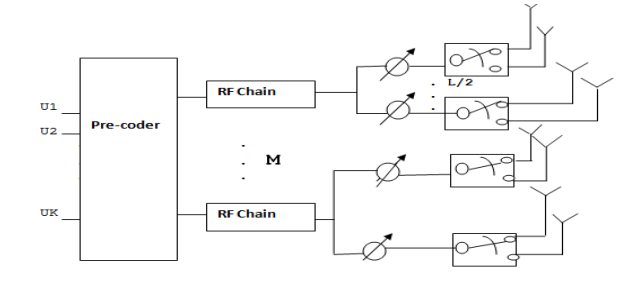 RF Chain
L/2
U1
U2
Pre-coder
M
UK
RF Chain